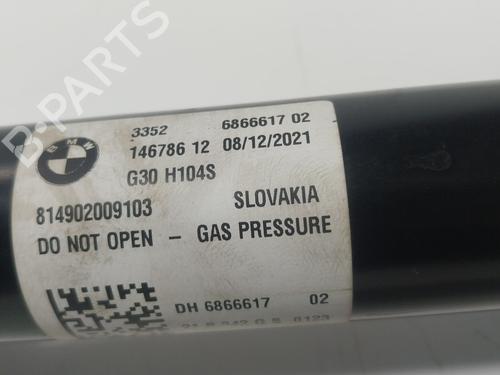 BMW
3352 6866617 02
146786 12 08/12/2021
G30 H104S
814902009103 SLOVAKIA
DO NOT OPEN - GAS PRESSURE
DH 6866617 02
B-PARTS